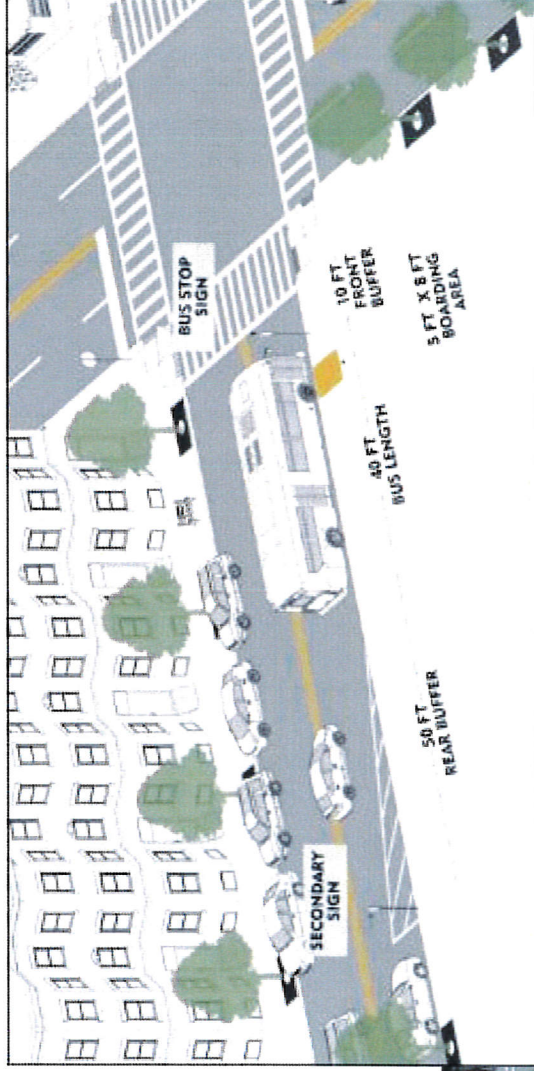 BUS STOP
SIGN
SECONDARY
SIGN
50 FT
REAR BUFFER
40 FT
BUS LENGTH
10 FT
FRONT
BUFFER
5 FT X 8 FT
BOARDING
AREA